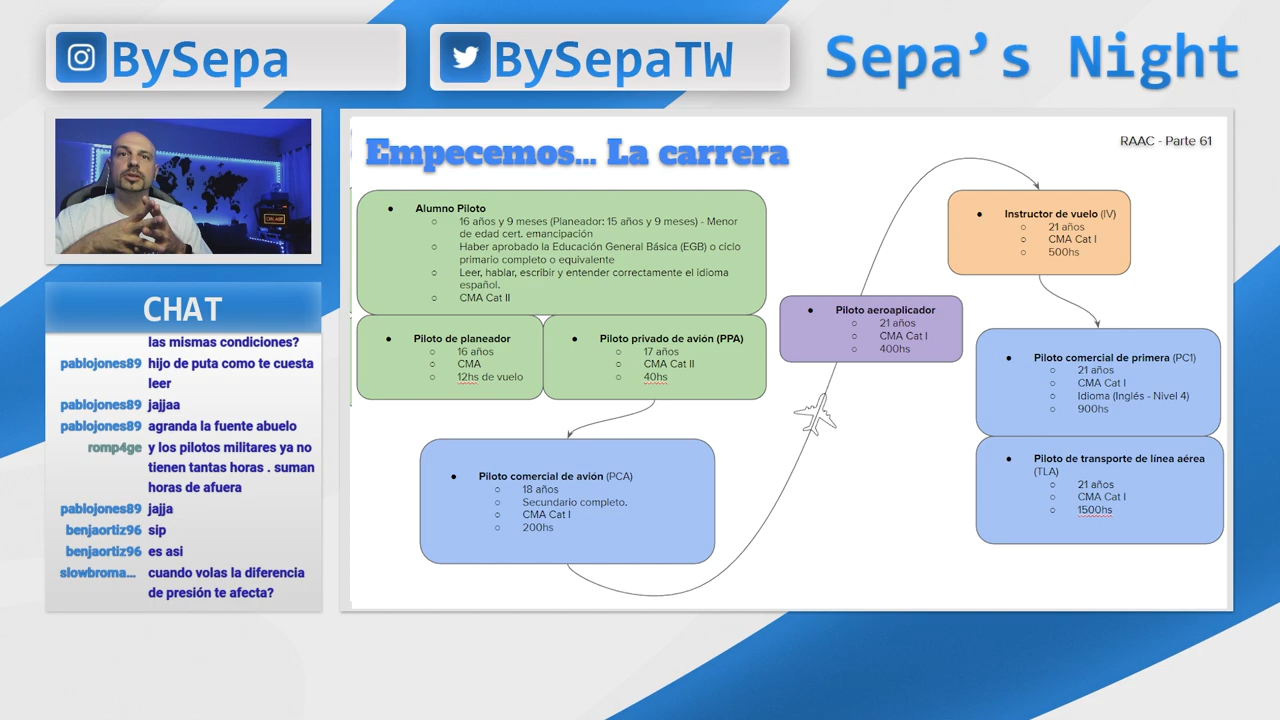 BySepa
BySepaTW
Sepa's Night
ON AIR
CHAT
las mismas condiciones?
pablojones89 hijo de puta como te cuesta
leer
pablojones89 jajjaa
pablojones89 agranda la fuente abuelo
romp4ge y los pilotos militares ya no
tienen tantas horas . suman
horas de afuera
pablojones89 jajja
benjaortiz96 sip
benjaortiz96 es asi
slowbroma... cuando volas la diferencia
de presión te afecta?
Empecemos... La carrera
RAAC - Parte 61
● Alumno Piloto
○ 16 años y 9 meses (Planeador: 15 años y 9 meses) - Menor
de edad cert. emancipación
○ Haber aprobado la Educación General Básica (EGB) o ciclo
primario completo o equivalente
○ Leer, hablar, escribir y entender correctamente el idioma
español.
○ CMA Cat II
● Piloto de planeador
○ 16 años
○ CMA
○ 12hs de vuelo
● Piloto privado de avión (PPA)
○ 17 años
○ CMA Cat II
○ 40hs
● Piloto comercial de avión (PCA)
○ 18 años
○ Secundario completo.
○ CMA Cat I
○ 200hs
● Piloto aeroaplicador
○ 21 años
○ CMA Cat I
○ 400hs
● Instructor de vuelo (IV)
○ 21 años
○ CMA Cat I
○ 500hs
● Piloto comercial de primera (PC1)
○ 21 años
○ CMA Cat I
○ Idioma (Inglés - Nivel 4)
○ 900hs
● Piloto de transporte de línea aérea
(TLA)
○ 21 años
○ CMA Cat I
○ 1500hs